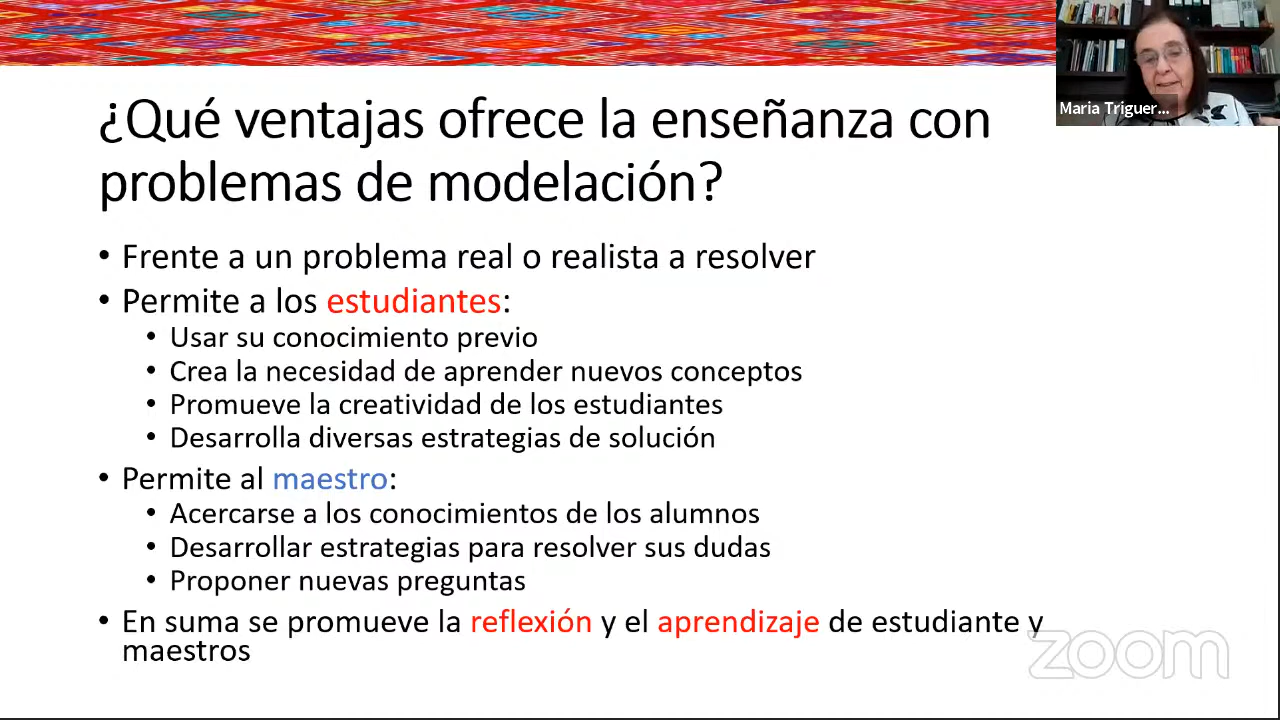 Maria Triguer...
¿Qué ventajas ofrece la enseñanza con
problemas de modelación?
• Frente a un problema real o realista a resolver
• Permite a los estudiantes:
• Usar su conocimiento previo
• Crea la necesidad de aprender nuevos conceptos
• Promueve la creatividad de los estudiantes
• Desarrolla diversas estrategias de solución
• Permite al maestro:
• Acercarse a los conocimientos de los alumnos
• Desarrollar estrategias para resolver sus dudas
• Proponer nuevas preguntas
• En suma se promueve la reflexión y el aprendizaje de estudiante y
maestros
zoom